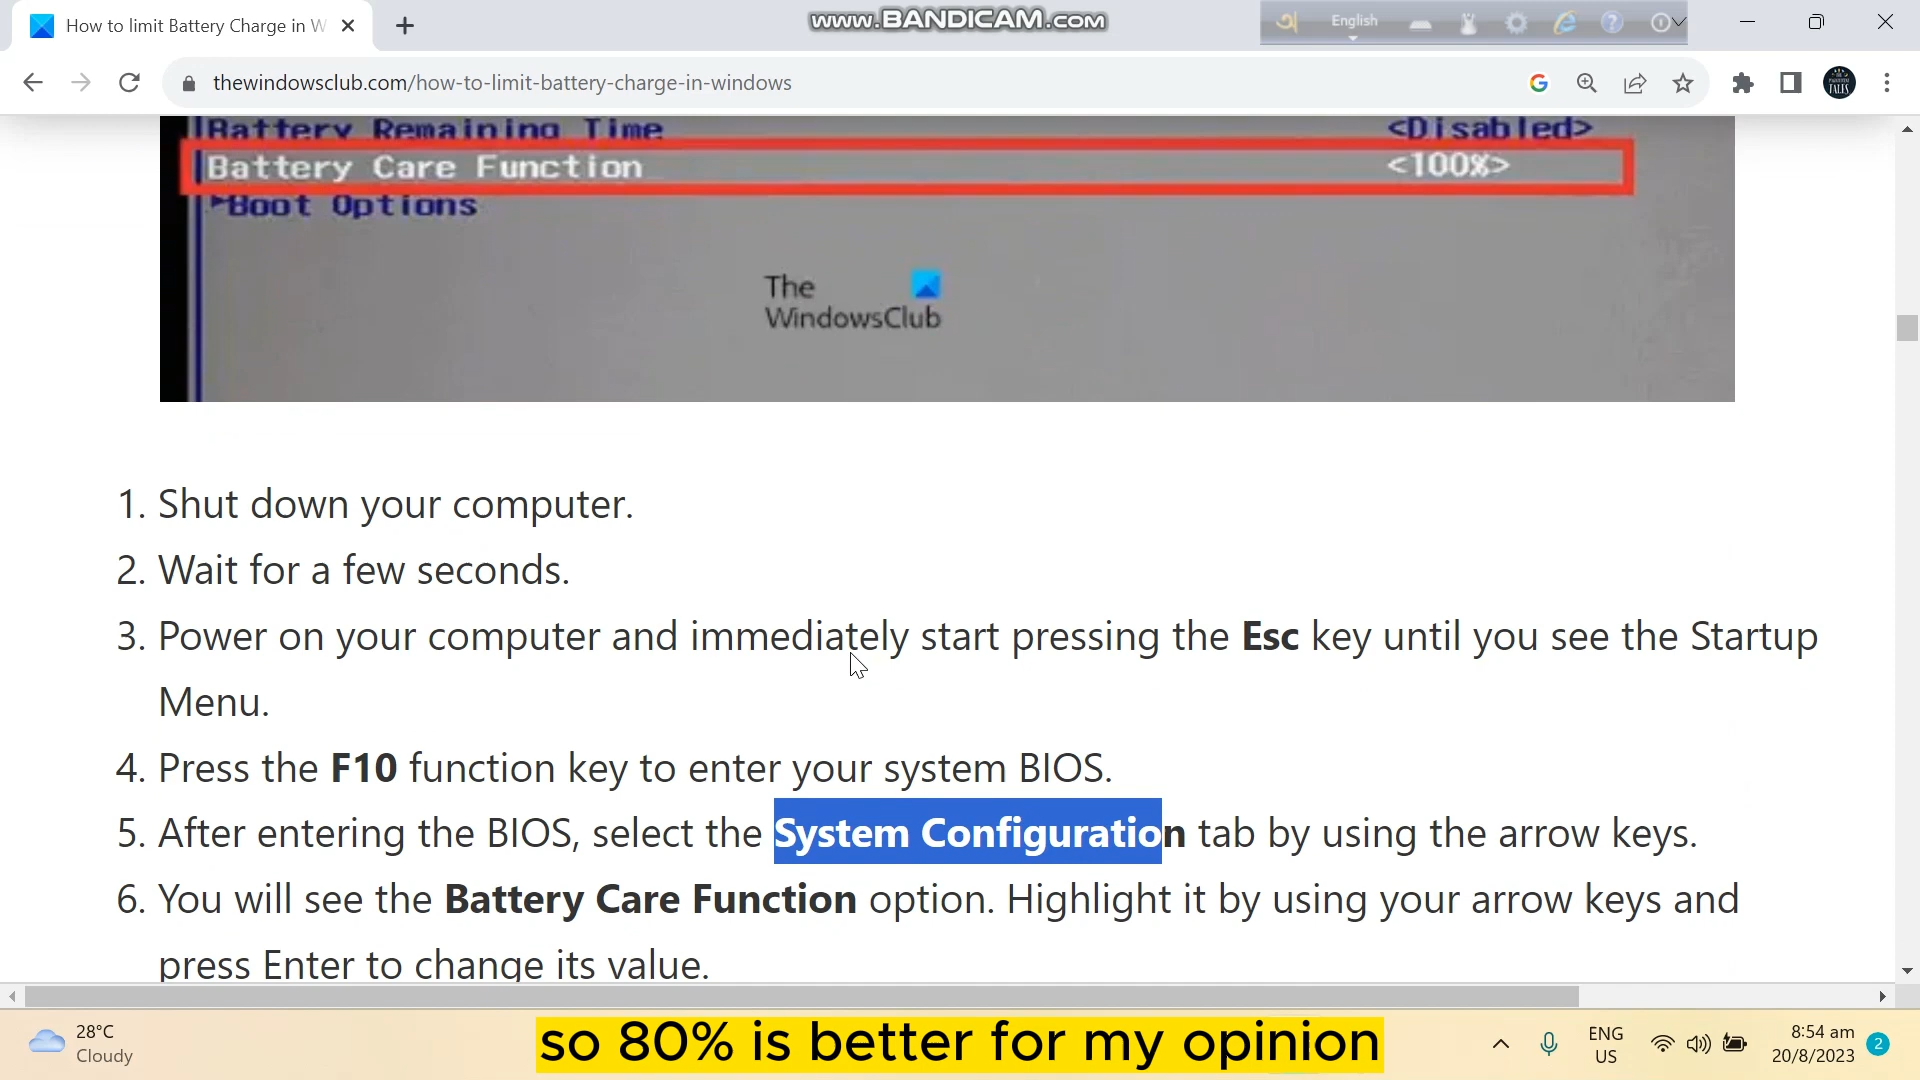 How to limit Battery Charge in W
www.BANDICAM.com
English
thewindowsclub.com/how-to-limit-battery-charge-in-windows
Battery Remaining Time <Disabled>
Battery Care Function <100%>
Boot Options
The
WindowsClub
1. Shut down your computer.
2. Wait for a few seconds.
3. Power on your computer and immediately start pressing the Esc key until you see the Startup
Menu.
4. Press the F10 function key to enter your system BIOS.
5. After entering the BIOS, select the System Configuration tab by using the arrow keys.
6. You will see the Battery Care Function option. Highlight it by using your arrow keys and
press Enter to change its value.
28°C
Cloudy
so 80% is better for my opinion
ENG
US
8:54 am
20/8/2023
2